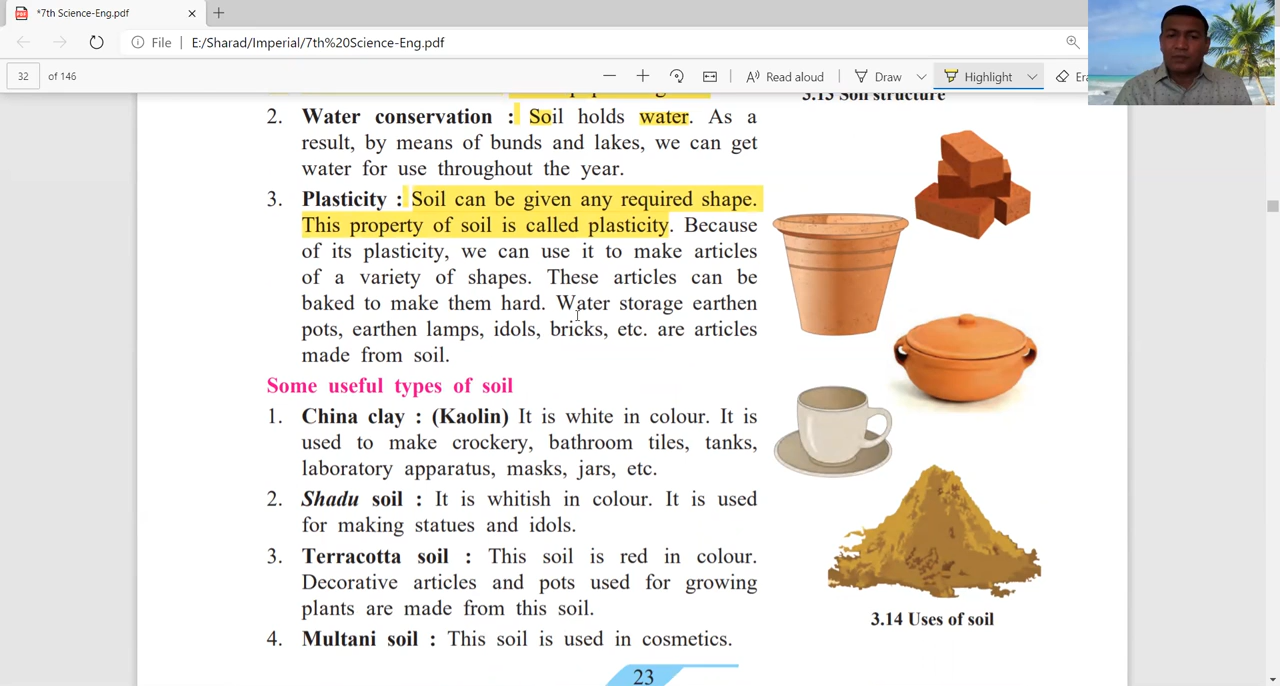 *7th Science-Eng.pdf
File | E:/Sharad/Imperial/7th%20Science-Eng.pdf
32 of 146
Read aloud
Draw
Highlight
3.13 Soil structure
2. Water conservation : Soil holds water. As a
result, by means of bunds and lakes, we can get
water for use throughout the year.
3. Plasticity : Soil can be given any required shape.
This property of soil is called plasticity. Because
of its plasticity, we can use it to make articles
of a variety of shapes. These articles can be
baked to make them hard. Water storage earthen
pots, earthen lamps, idols, bricks, etc. are articles
made from soil.
Some useful types of soil
1. China clay : (Kaolin) It is white in colour. It is
used to make crockery, bathroom tiles, tanks,
laboratory apparatus, masks, jars, etc.
2. Shadu soil : It is whitish in colour. It is used
for making statues and idols.
3. Terracotta soil : This soil is red in colour.
Decorative articles and pots used for growing
plants are made from this soil.
4. Multani soil : This soil is used in cosmetics.
3.14 Uses of soil
23